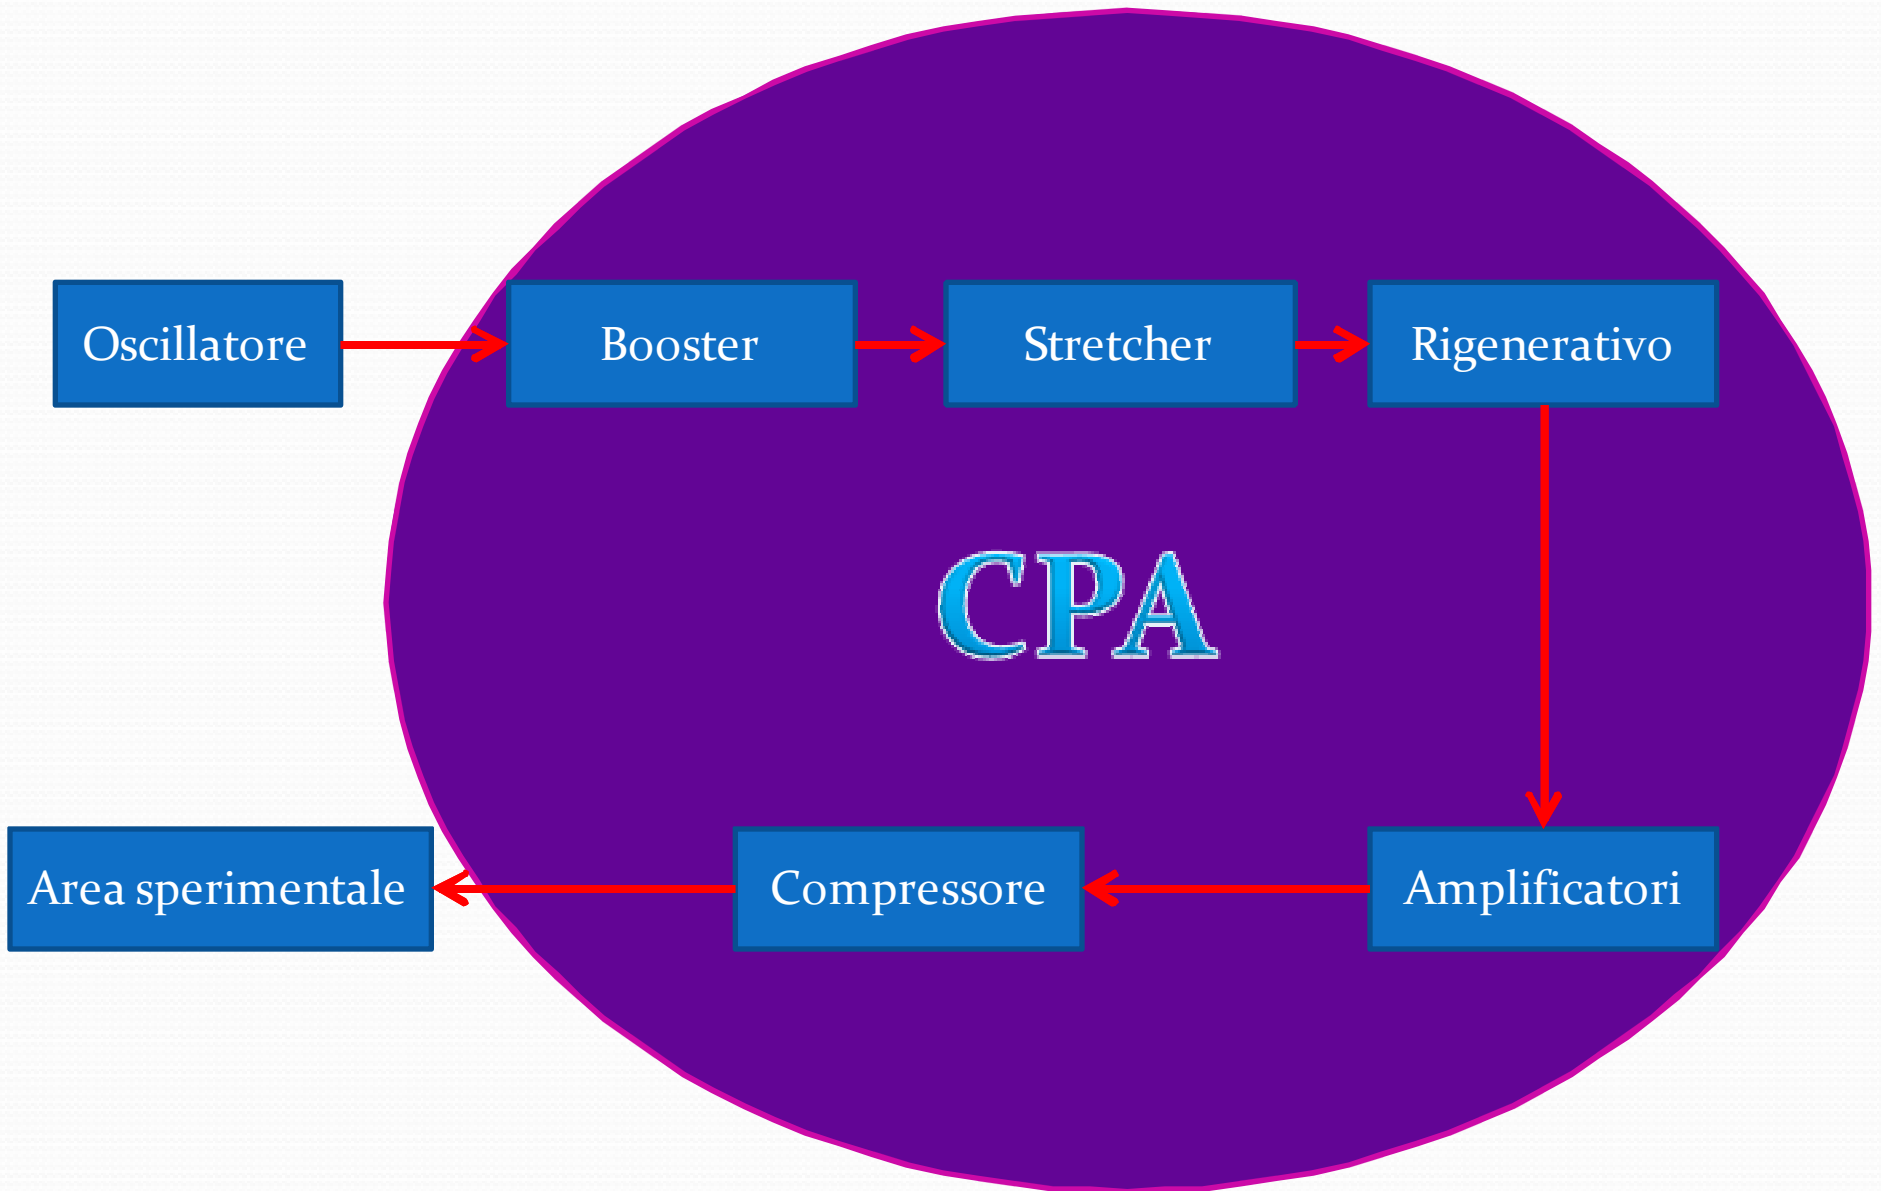 Oscillatore
Booster
Stretcher
Rigenerativo
CPA
Area sperimentale
Compressore
Amplificatori